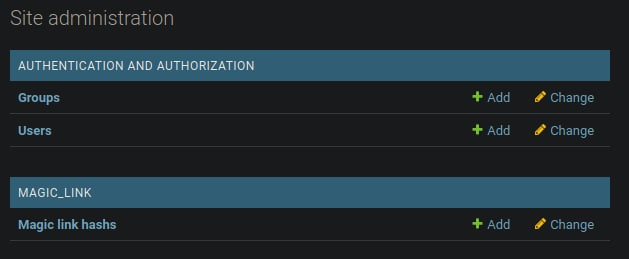 Site administration
AUTHENTICATION AND AUTHORIZATION
Groups Add Change
Users Add Change
MAGIC_LINK
Magic link hashs Add Change